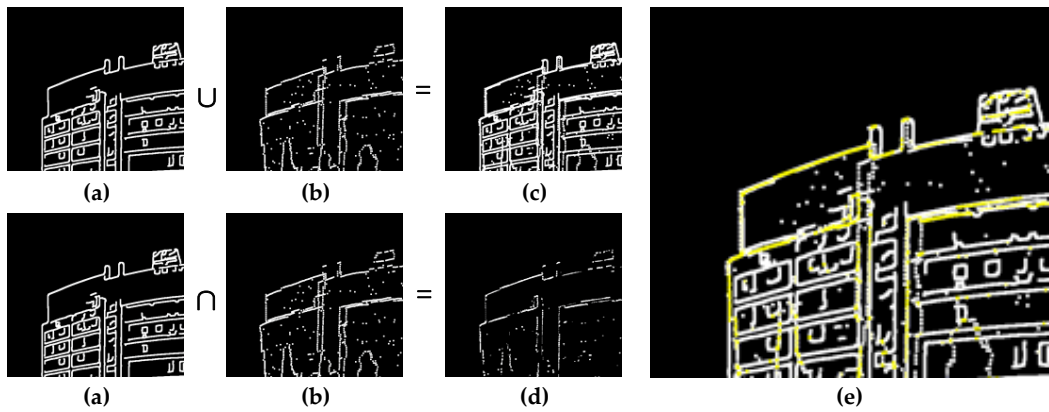 ∪ =
(a) (b) (c)
∩ =
(a) (b) (d) (e)